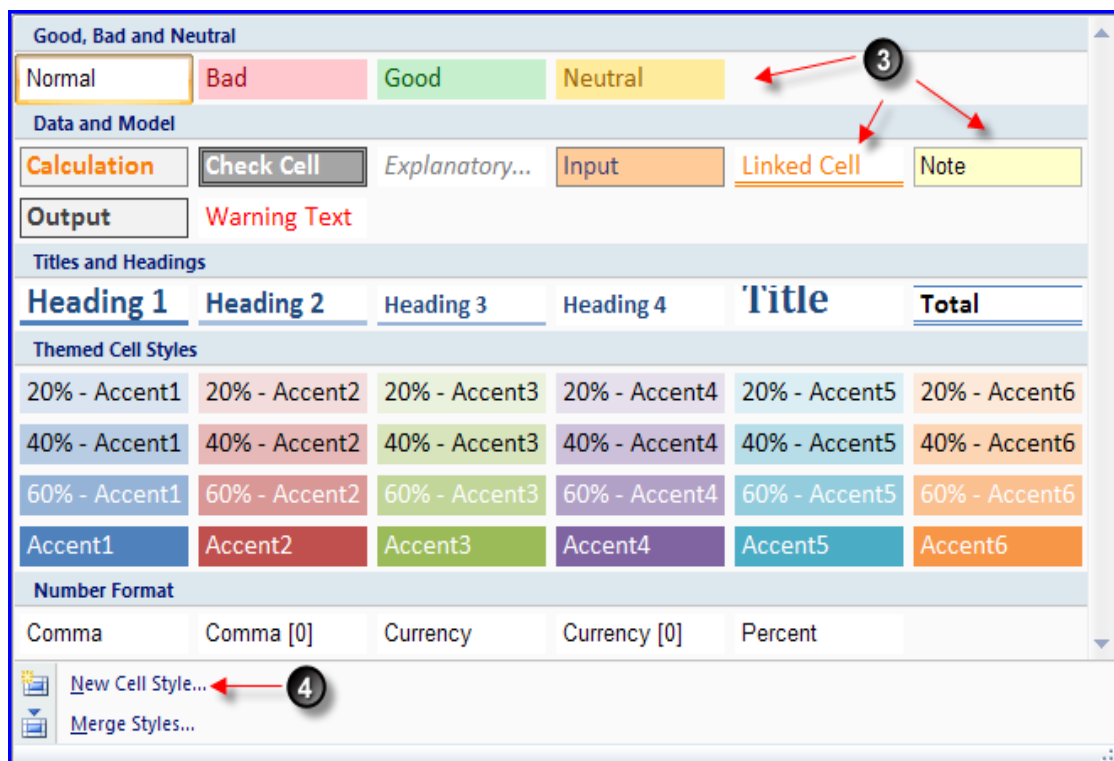 Good, Bad and Neutral
Normal Bad Good Neutral 3
Data and Model
Calculation Check Cell Explanatory... Input Linked Cell Note
Output Warning Text
Titles and Headings
Heading 1 Heading 2 Heading 3 Heading 4 Title Total
Themed Cell Styles
20% - Accent1 20% - Accent2 20% - Accent3 20% - Accent4 20% - Accent5 20% - Accent6
40% - Accent1 40% - Accent2 40% - Accent3 40% - Accent4 40% - Accent5 40% - Accent6
60% - Accent1 60% - Accent2 60% - Accent3 60% - Accent4 60% - Accent5 60% - Accent6
Accent1 Accent2 Accent3 Accent4 Accent5 Accent6
Number Format
Comma Comma [0] Currency Currency [0] Percent
New Cell Style... 4
Merge Styles...